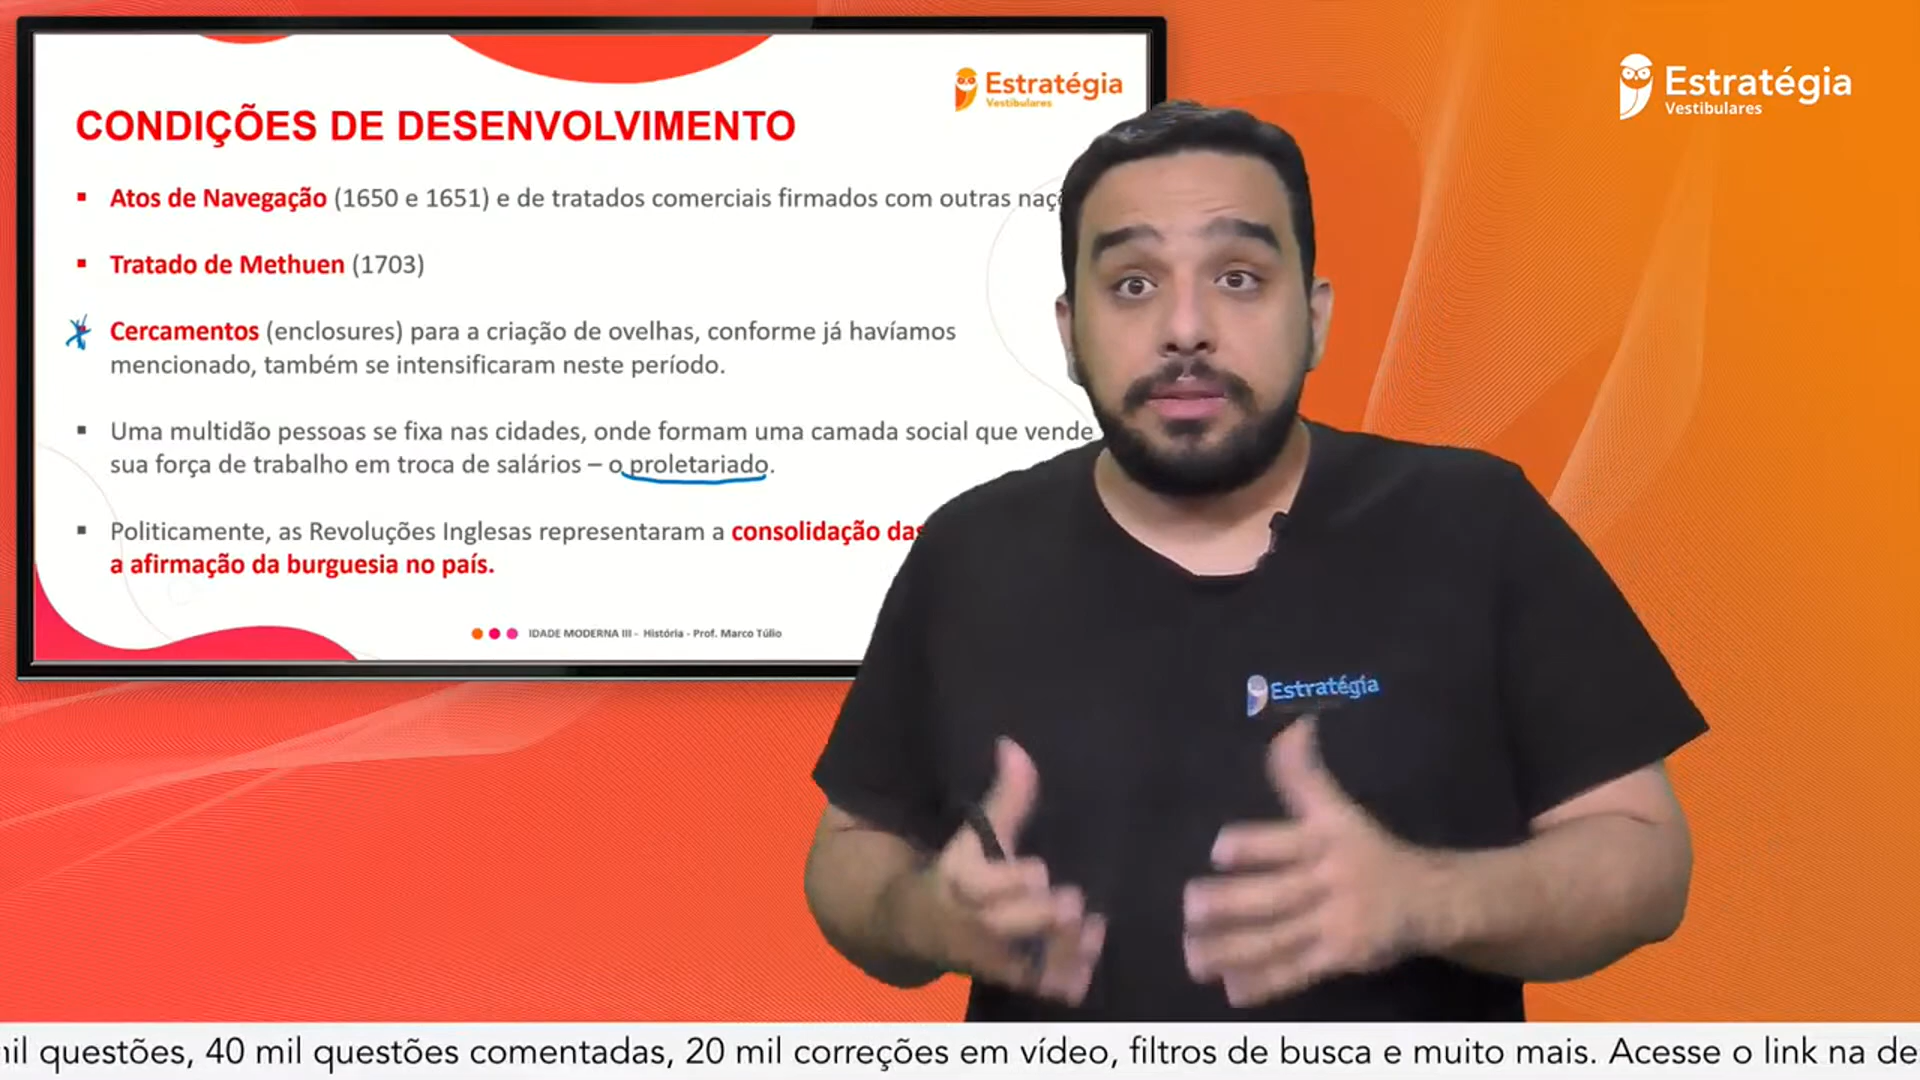 Estratégia
Vestibulares
CONDIÇÕES DE DESENVOLVIMENTO
Atos de Navegação (1650 e 1651) e de tratados comerciais firmados com outras
Tratado de Methuen (1703)
Cercamentos (enclosures) para a criação de ovelhas, conforme já havíamos
mencionado, também se intensificaram neste período.
Uma multidão pessoas se fixa nas cidades, onde formam uma camada social que vende
sua força de trabalho em troca de salários – o proletariado.
Politicamente, as Revoluções Inglesas representaram a consolidação das
a afirmação da burguesia no país.
IDADE MODERNA III - História - Prof. Marco Túlio
Estratégia
Vestibulares
Estratégia
questões, 40 mil questões comentadas, 20 mil correções em vídeo, filtros de busca e muito mais. Acesse o link na de